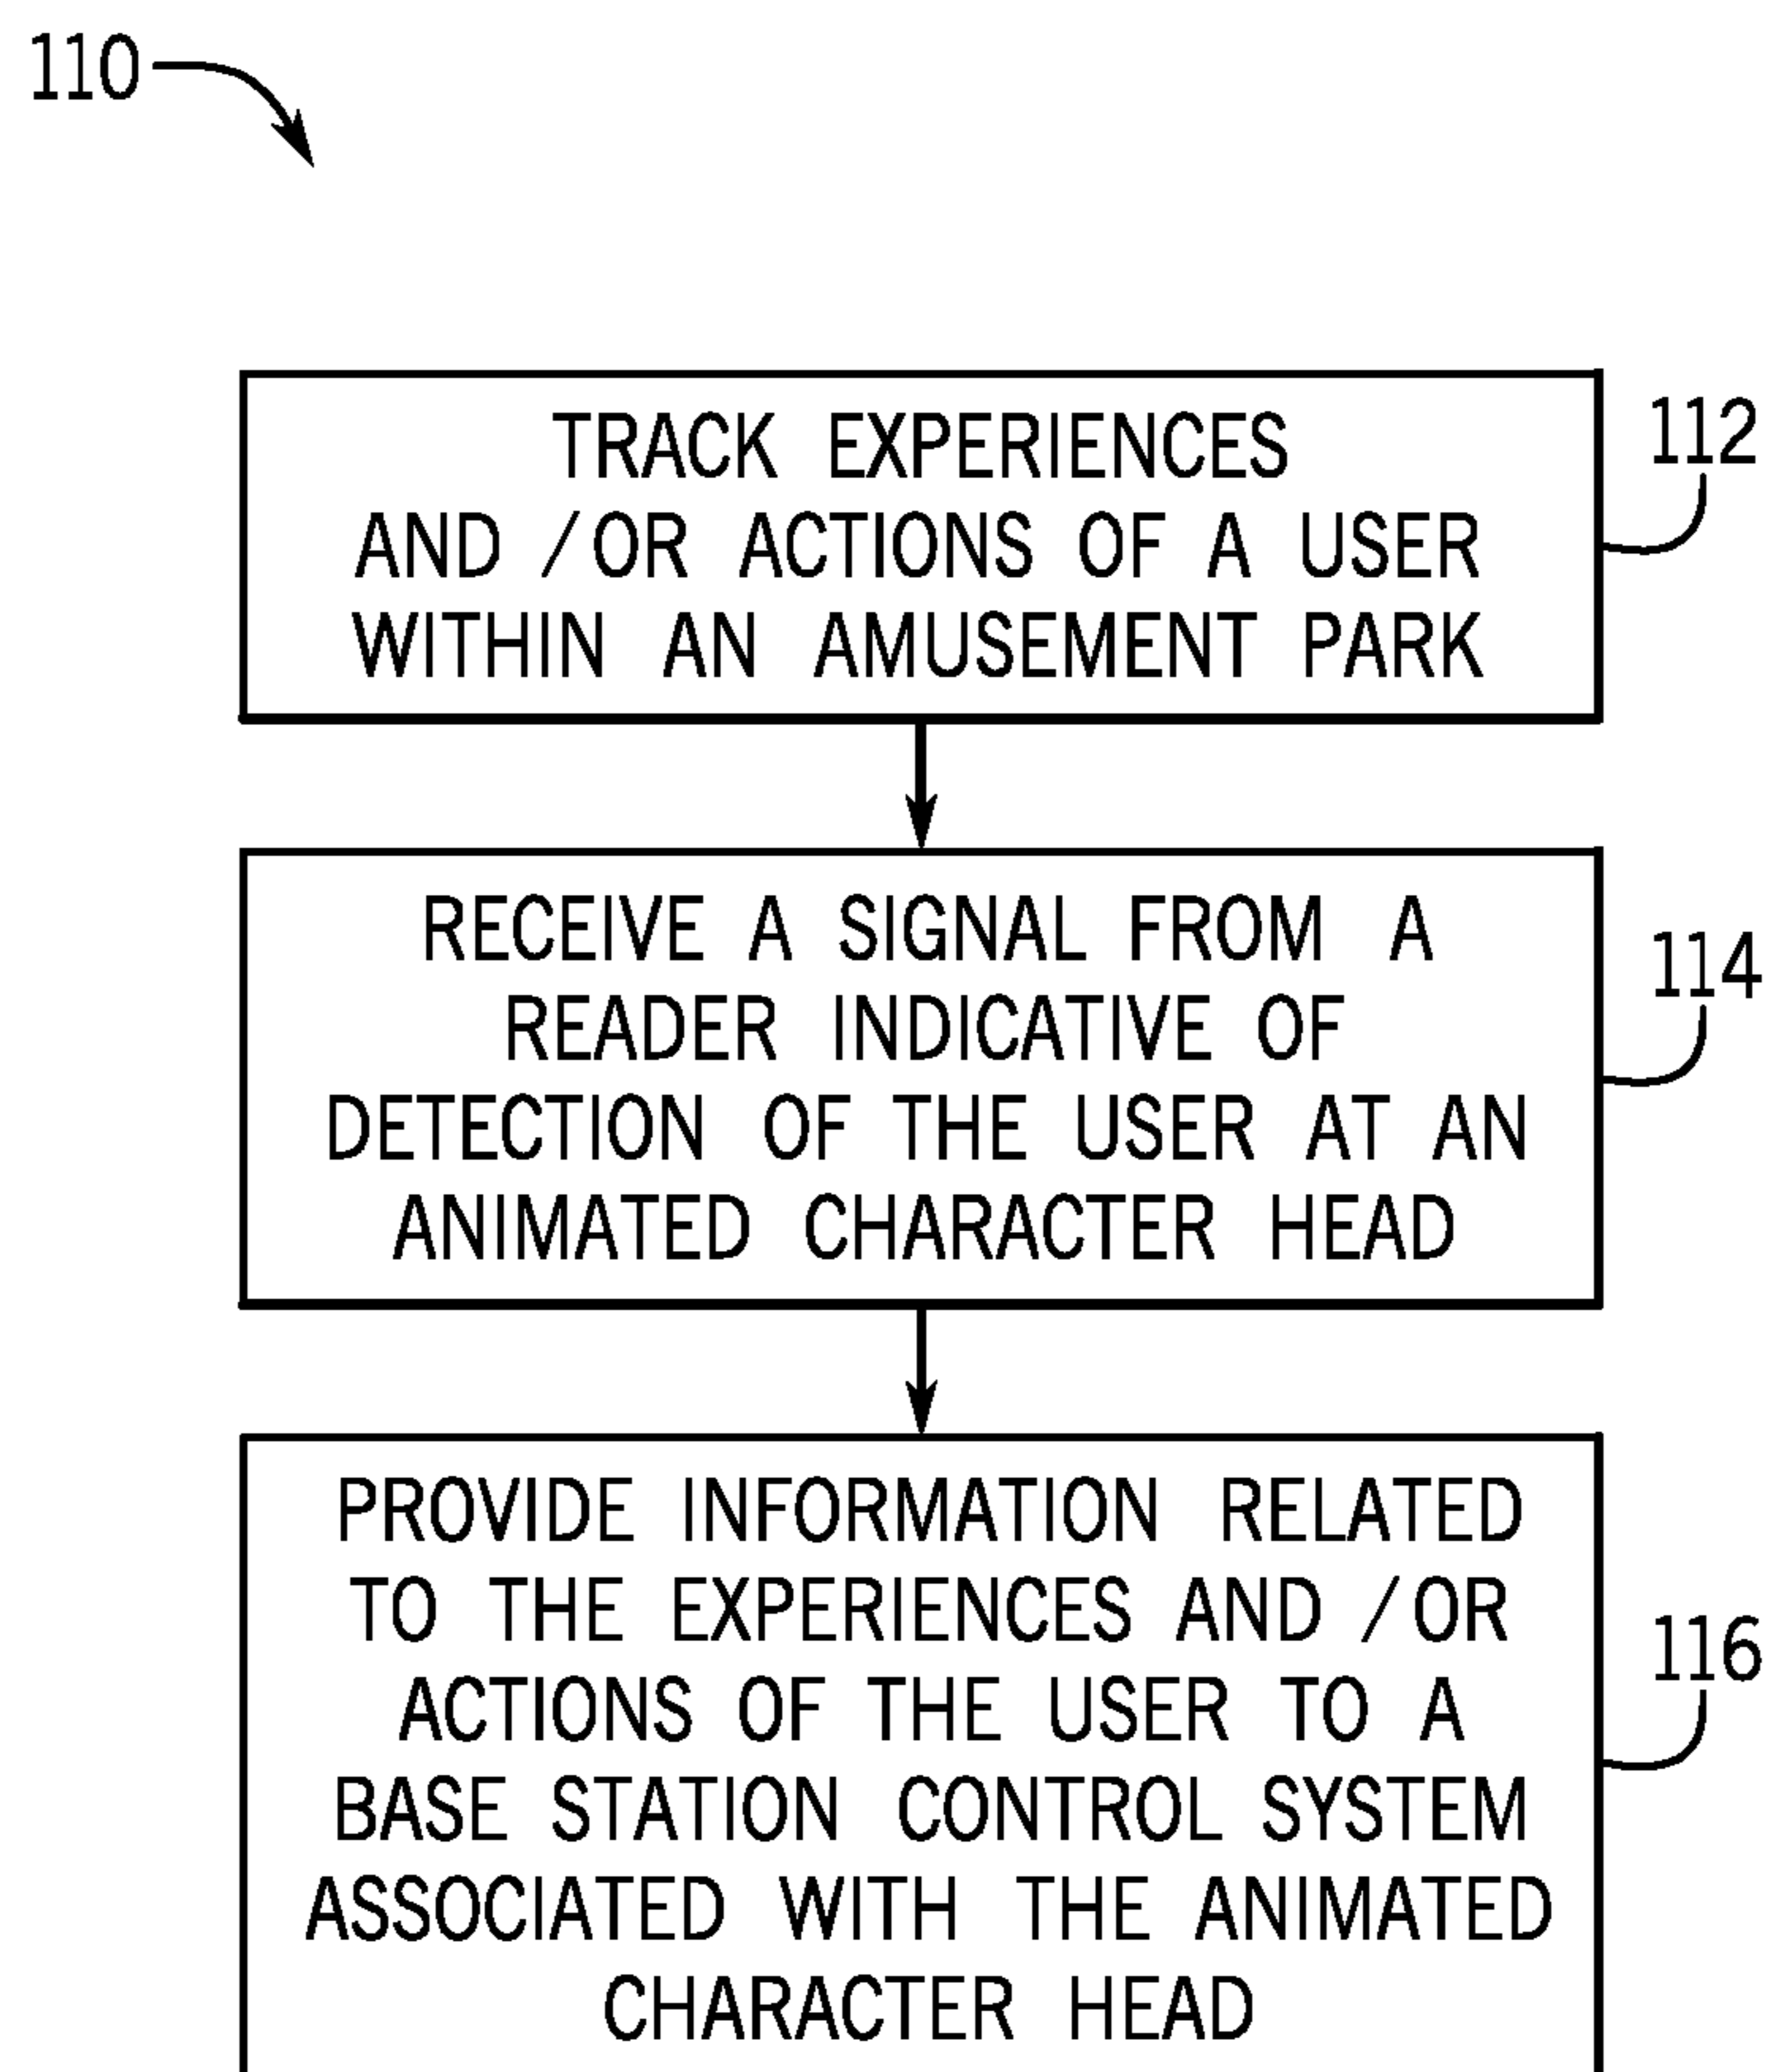 110
TRACK EXPERIENCES
AND /OR ACTIONS OF A USER
WITHIN AN AMUSEMENT PARK
112
RECEIVE A SIGNAL FROM A
READER INDICATIVE OF
DETECTION OF THE USER AT AN
ANIMATED CHARACTER HEAD
114
PROVIDE INFORMATION RELATED
TO THE EXPERIENCES AND /OR
ACTIONS OF THE USER TO A
BASE STATION CONTROL SYSTEM
ASSOCIATED WITH THE ANIMATED
CHARACTER HEAD
116